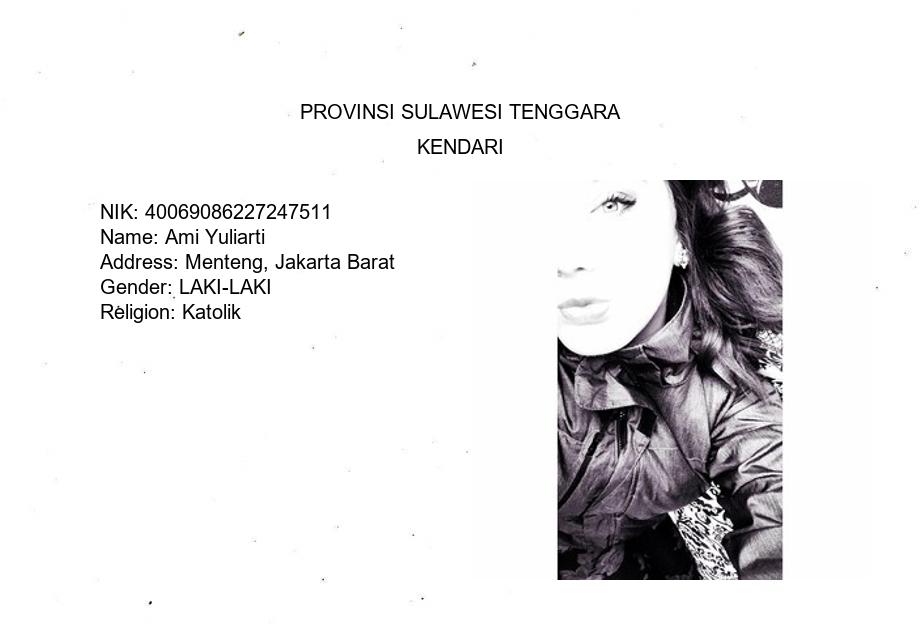 PROVINSI SULAWESI TENGGARA
KENDARI
NIK: 40069086227247511
Name: Ami Yuliarti
Address: Menteng, Jakarta Barat
Gender: LAKI-LAKI
Religion: Katolik